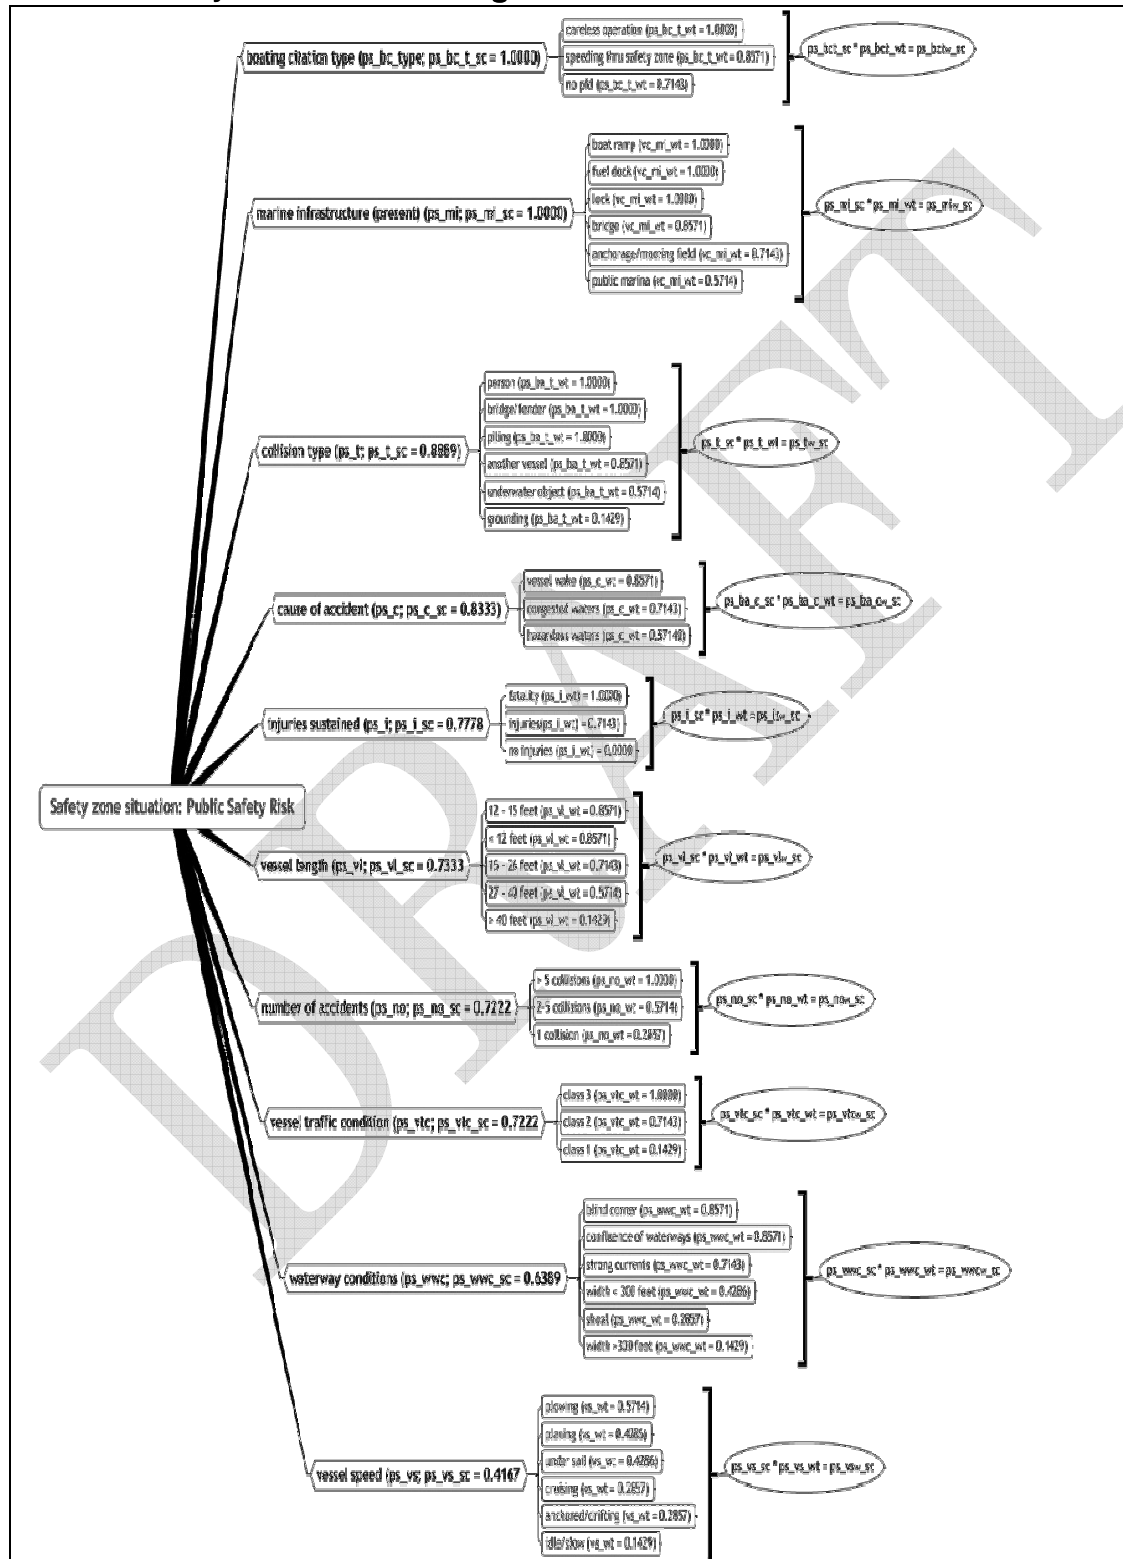 boating citation type (ps_bc_type; ps_bc_t_sc = 1.0000)
careless operation (ps_bc_t_wt = 1.0000)
speeding thru safety zone (ps_bc_t_wt = 0.8571)
no pfd (ps_bc_t_wt = 0.7143)
ps_bct_sc * ps_bct_wt = ps_bctw_sc
marine infrastructure (present) (ps_mi; ps_mi_sc = 1.0000)
boat ramp (vc_mi_wt = 1.0000)
fuel dock (vc_mi_wt = 1.0000)
lock (vc_mi_wt = 1.0000)
bridge (vc_mi_wt = 0.8571)
anchorage/mooring field (vc_mi_wt = 0.7143)
public marina (vc_mi_wt = 0.5714)
ps_mi_sc * ps_mi_wt = ps_miw_sc
collision type (ps_t; ps_t_sc = 0.8889)
person (ps_ba_t_wt = 1.0000)
bridge/fender (ps_ba_t_wt = 1.0000)
piling (ps_ba_t_wt = 1.0000)
another vessel (ps_ba_t_wt = 0.8571)
underwater object (ps_ba_t_wt = 0.5714)
grounding (ps_ba_t_wt = 0.1429)
ps_t_sc * ps_t_wt = ps_tw_sc
cause of accident (ps_c; ps_c_sc = 0.8333)
vessel wake (ps_c_wt = 0.8571)
congested waters (ps_c_wt = 0.7143)
hazardous waters (ps_c_wt = 0.5714)
ps_ba_c_sc * ps_ba_c_wt = ps_ba_cw_sc
injuries sustained (ps_i; ps_i_sc = 0.7778)
fatality (ps_i_wt) = 1.0000)
injuries(ps_i_wt) = 0.7143)
no injuries (ps_i_wt) = 0.0000
ps_i_sc * ps_i_wt = ps_iw_sc
Safety zone situation: Public Safety Risk
vessel length (ps_vl; ps_vl_sc = 0.7333
12 - 15 feet (ps_vl_wt = 0.8571)
< 12 feet (ps_vl_wt = 0.8571)
16 - 26 feet (ps_vl_wt = 0.7143)
27 - 40 feet (ps_vl_wt = 0.5714)
> 40 feet (ps_vl_wt = 0.1429)
ps_vl_sc * ps_vl_wt = ps_vlw_sc
number of accidents (ps_no; ps_no_sc = 0.7222
> 5 collisions (ps_no_wt = 1.0000)
2-5 collisions (ps_no_wt = 0.5714)
1 collision (ps_no_wt = 0.2857)
ps_no_sc * ps_no_wt = ps_now_sc
vessel traffic condition (ps_vtc; ps_vtc_sc = 0.7222
class 3 (ps_vtc_wt = 1.0000)
class 2 (ps_vtc_wt = 0.7143)
class 1 (ps_vtc_wt = 0.1429)
ps_vtc_sc * ps_vtc_wt = ps_vtcw_sc
waterway conditions (ps_wwc; ps_wwc_sc = 0.6389
blind corner (ps_wwc_wt = 0.8571)
confluence of waterways (ps_wwc_wt = 0.8571)
strong currents (ps_wwc_wt = 0.7143)
width < 300 feet (ps_wwc_wt = 0.4286)
shoal (ps_wwc_wt = 0.2857)
width >300 feet (ps_wwc_wt = 0.1429)
ps_wwc_sc * ps_wwc_wt = ps_wwcw_sc
vessel speed (ps_vs; ps_vs_sc = 0.4167
plowing (vs_wt = 0.5714)
planing (vs_wt = 0.4286)
under sail (vs_wt = 0.4286)
cruising (vs_wt = 0.2857)
anchored/drifting (vs_wt = 0.2857)
idle/slow (vs_wt = 0.1429)
ps_vs_sc * ps_vs_wt = ps_vsw_sc
DRAFT